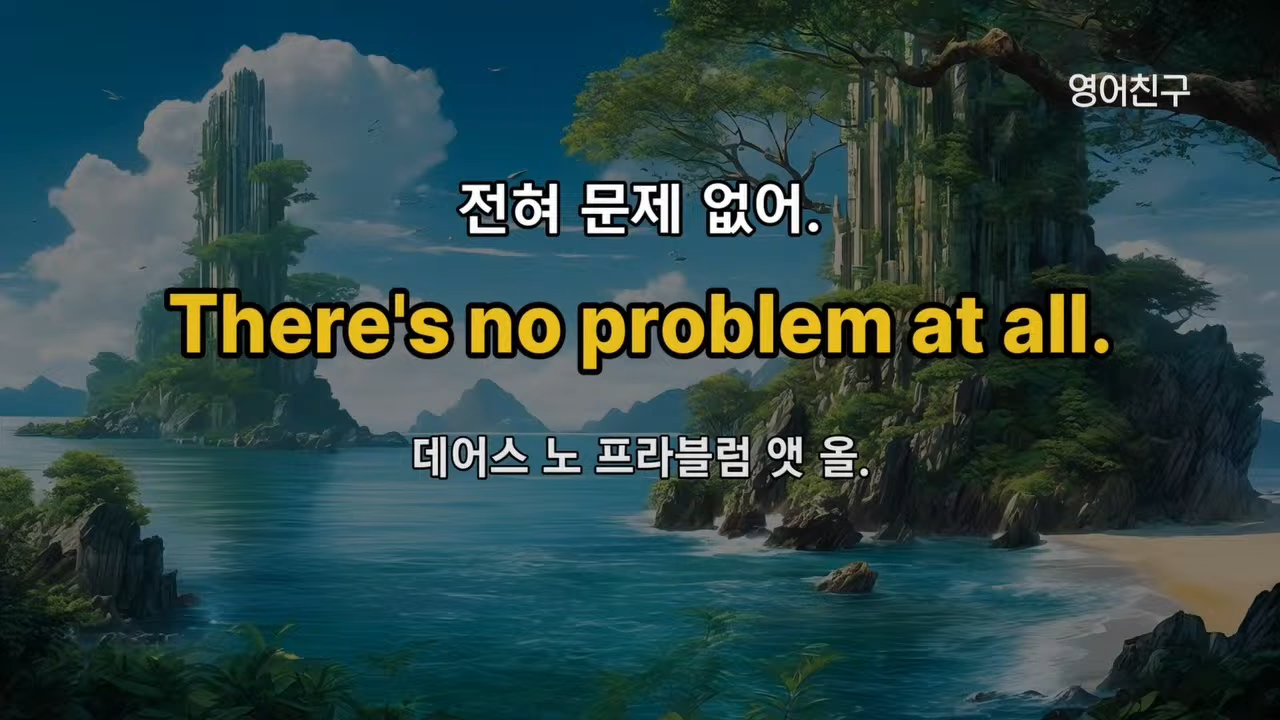 영어친구
전혀 문제 없어.
There's no problem at all.
데어스 노 프라블럼 앳 올.